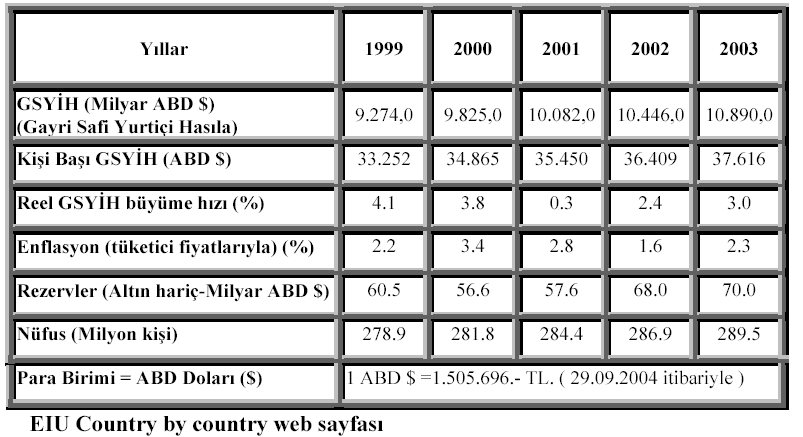 Yıllar 1999 2000 2001 2002 2003
GSYİH (Milyar ABD $)
(Gayri Safi Yurtiçi Hasıla) 9.274,0 9.825,0 10.082,0 10.446,0 10.890,0
Kişi Başı GSYİH (ABD $) 33.252 34.865 35.450 36.409 37.616
Reel GSYİH büyüme hızı (%) 4.1 3.8 0.3 2.4 3.0
Enflasyon (tüketici fiyatlarıyla) (%) 2.2 3.4 2.8 1.6 2.3
Rezervler (Altın hariç-Milyar ABD $) 60.5 56.6 57.6 68.0 70.0
Nüfus (Milyon kişi) 278.9 281.8 284.4 286.9 289.5
Para Birimi = ABD Doları ($) 1 ABD $ =1.505.696.- TL. ( 29.09.2004 itibariyle )
EIU Country by country web sayfası